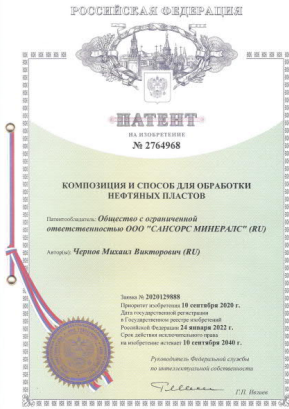 РОССИЙСКАЯ ФЕДЕРАЦИЯ
ПАТЕНТ
НА ИЗОБРЕТЕНИЕ
№ 2764968
КОМПОЗИЦИЯ И СПОСОБ ДЛЯ ОБРАБОТКИ
НЕФТЯНЫХ ПЛАСТОВ
Патентообладатель: Общество с ограниченной
ответственностью ООО "САНСОРС МИНЕРАЛС" (RU)
Автор(ы): Чернов Михаил Викторович (RU)
Заявка № 2020129888
Приоритет изобретения 10 сентября 2020 г.
Дата государственной регистрации
в Государственном реестре изобретений
Российской Федерации 24 января 2022 г.
Срок действия исключительного права
на изобретение истекает 10 сентября 2040 г.
Руководитель Федеральной службы
по интеллектуальной собственности
Г.П. Ивлиев